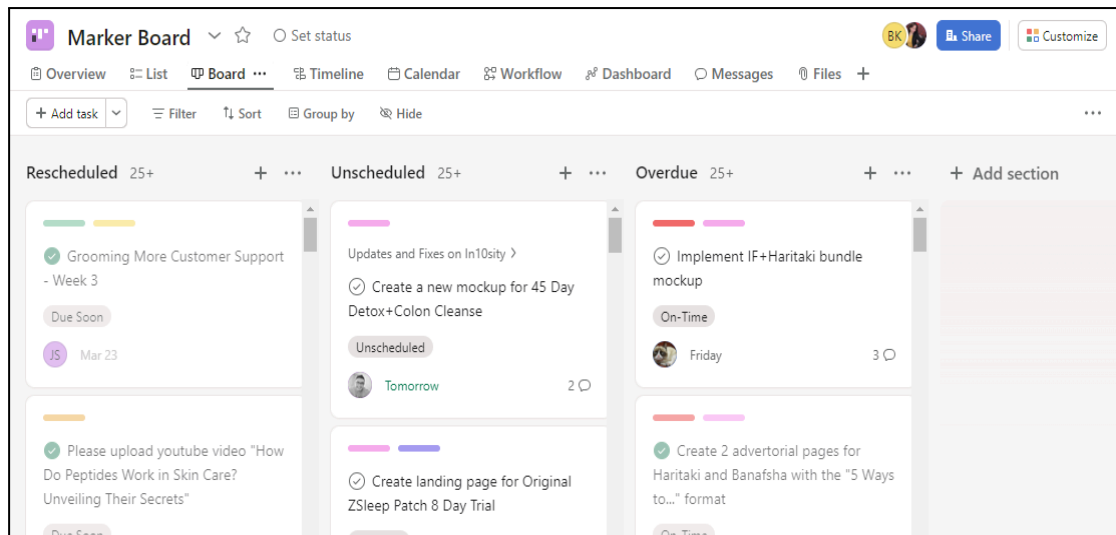 Marker Board
Set status
BK
Share
Customize
Overview
List
Board
Timeline
Calendar
Workflow
Dashboard
Messages
Files
+ Add task
Filter
Sort
Group by
Hide
Rescheduled 25+
Grooming More Customer Support
- Week 3
Due Soon
JS Mar 23
Please upload youtube video "How
Do Peptides Work in Skin Care?
Unveiling Their Secrets"
Due Soon
Unscheduled 25+
Updates and Fixes on In10sity >
Create a new mockup for 45 Day
Detox+Colon Cleanse
Unscheduled
Tomorrow 2
Create landing page for Original
ZSleep Patch 8 Day Trial
Overdue 25+
Implement IF+Haritaki bundle
mockup
On-Time
Friday 3
Create 2 advertorial pages for
Haritaki and Banafsha with the "5 Ways
to..." format
On-Time
+ Add section